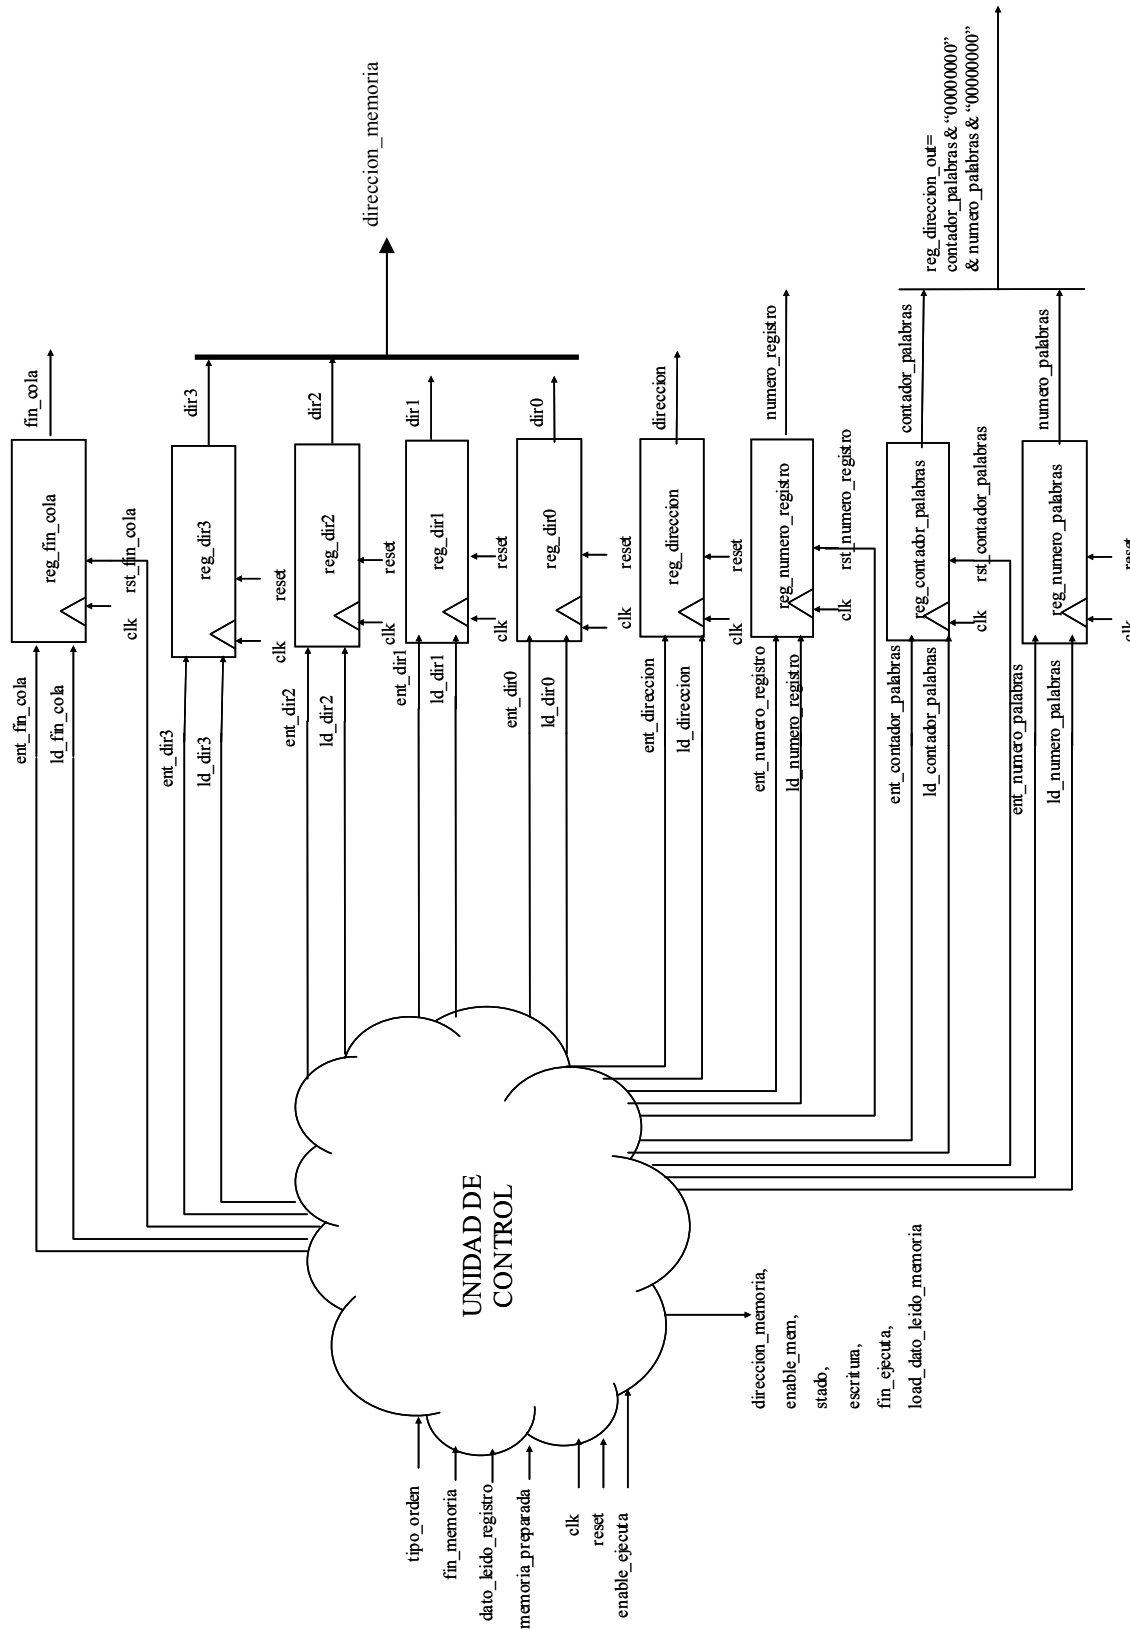 fin_cola
reg_fin_cola
rst_fin_cola
clk
ent_fin_cola
ld_fin_cola
dir3
reg_dir3
reset
clk
ent_dir3
ld_dir3
dir2
reg_dir2
reset
clk
ent_dir2
ld_dir2
dir1
reg_dir1
reset
clk
ent_dir1
ld_dir1
dir0
reg_dir0
reset
clk
ent_dir0
ld_dir0
direccion_memoria
direccion
reg_direccion
reset
clk
ent_direccion
ld_direccion
numero_registro
reg_numero_registro
rst_numero_registro
clk
ent_numero_registro
ld_numero_registro
contador_palabras
reg_contador_palabras
rst_contador_palabras
clk
ent_contador_palabras
ld_contador_palabras
numero_palabras
reg_numero_palabras
reset
clk
ent_numero_palabras
ld_numero_palabras
reg_direccion_out=
contador_palabras & “00000000”
& numero_palabras & “00000000”
UNIDAD DE
CONTROL
tipo_orden
fin_memoria
dato_leido_registro
memoria_preparada
clk
reset
enable_ejecuta
direccion_memoria,
enable_mem,
stado,
escritura,
fin_ejecuta,
load_dato_leido_memoria